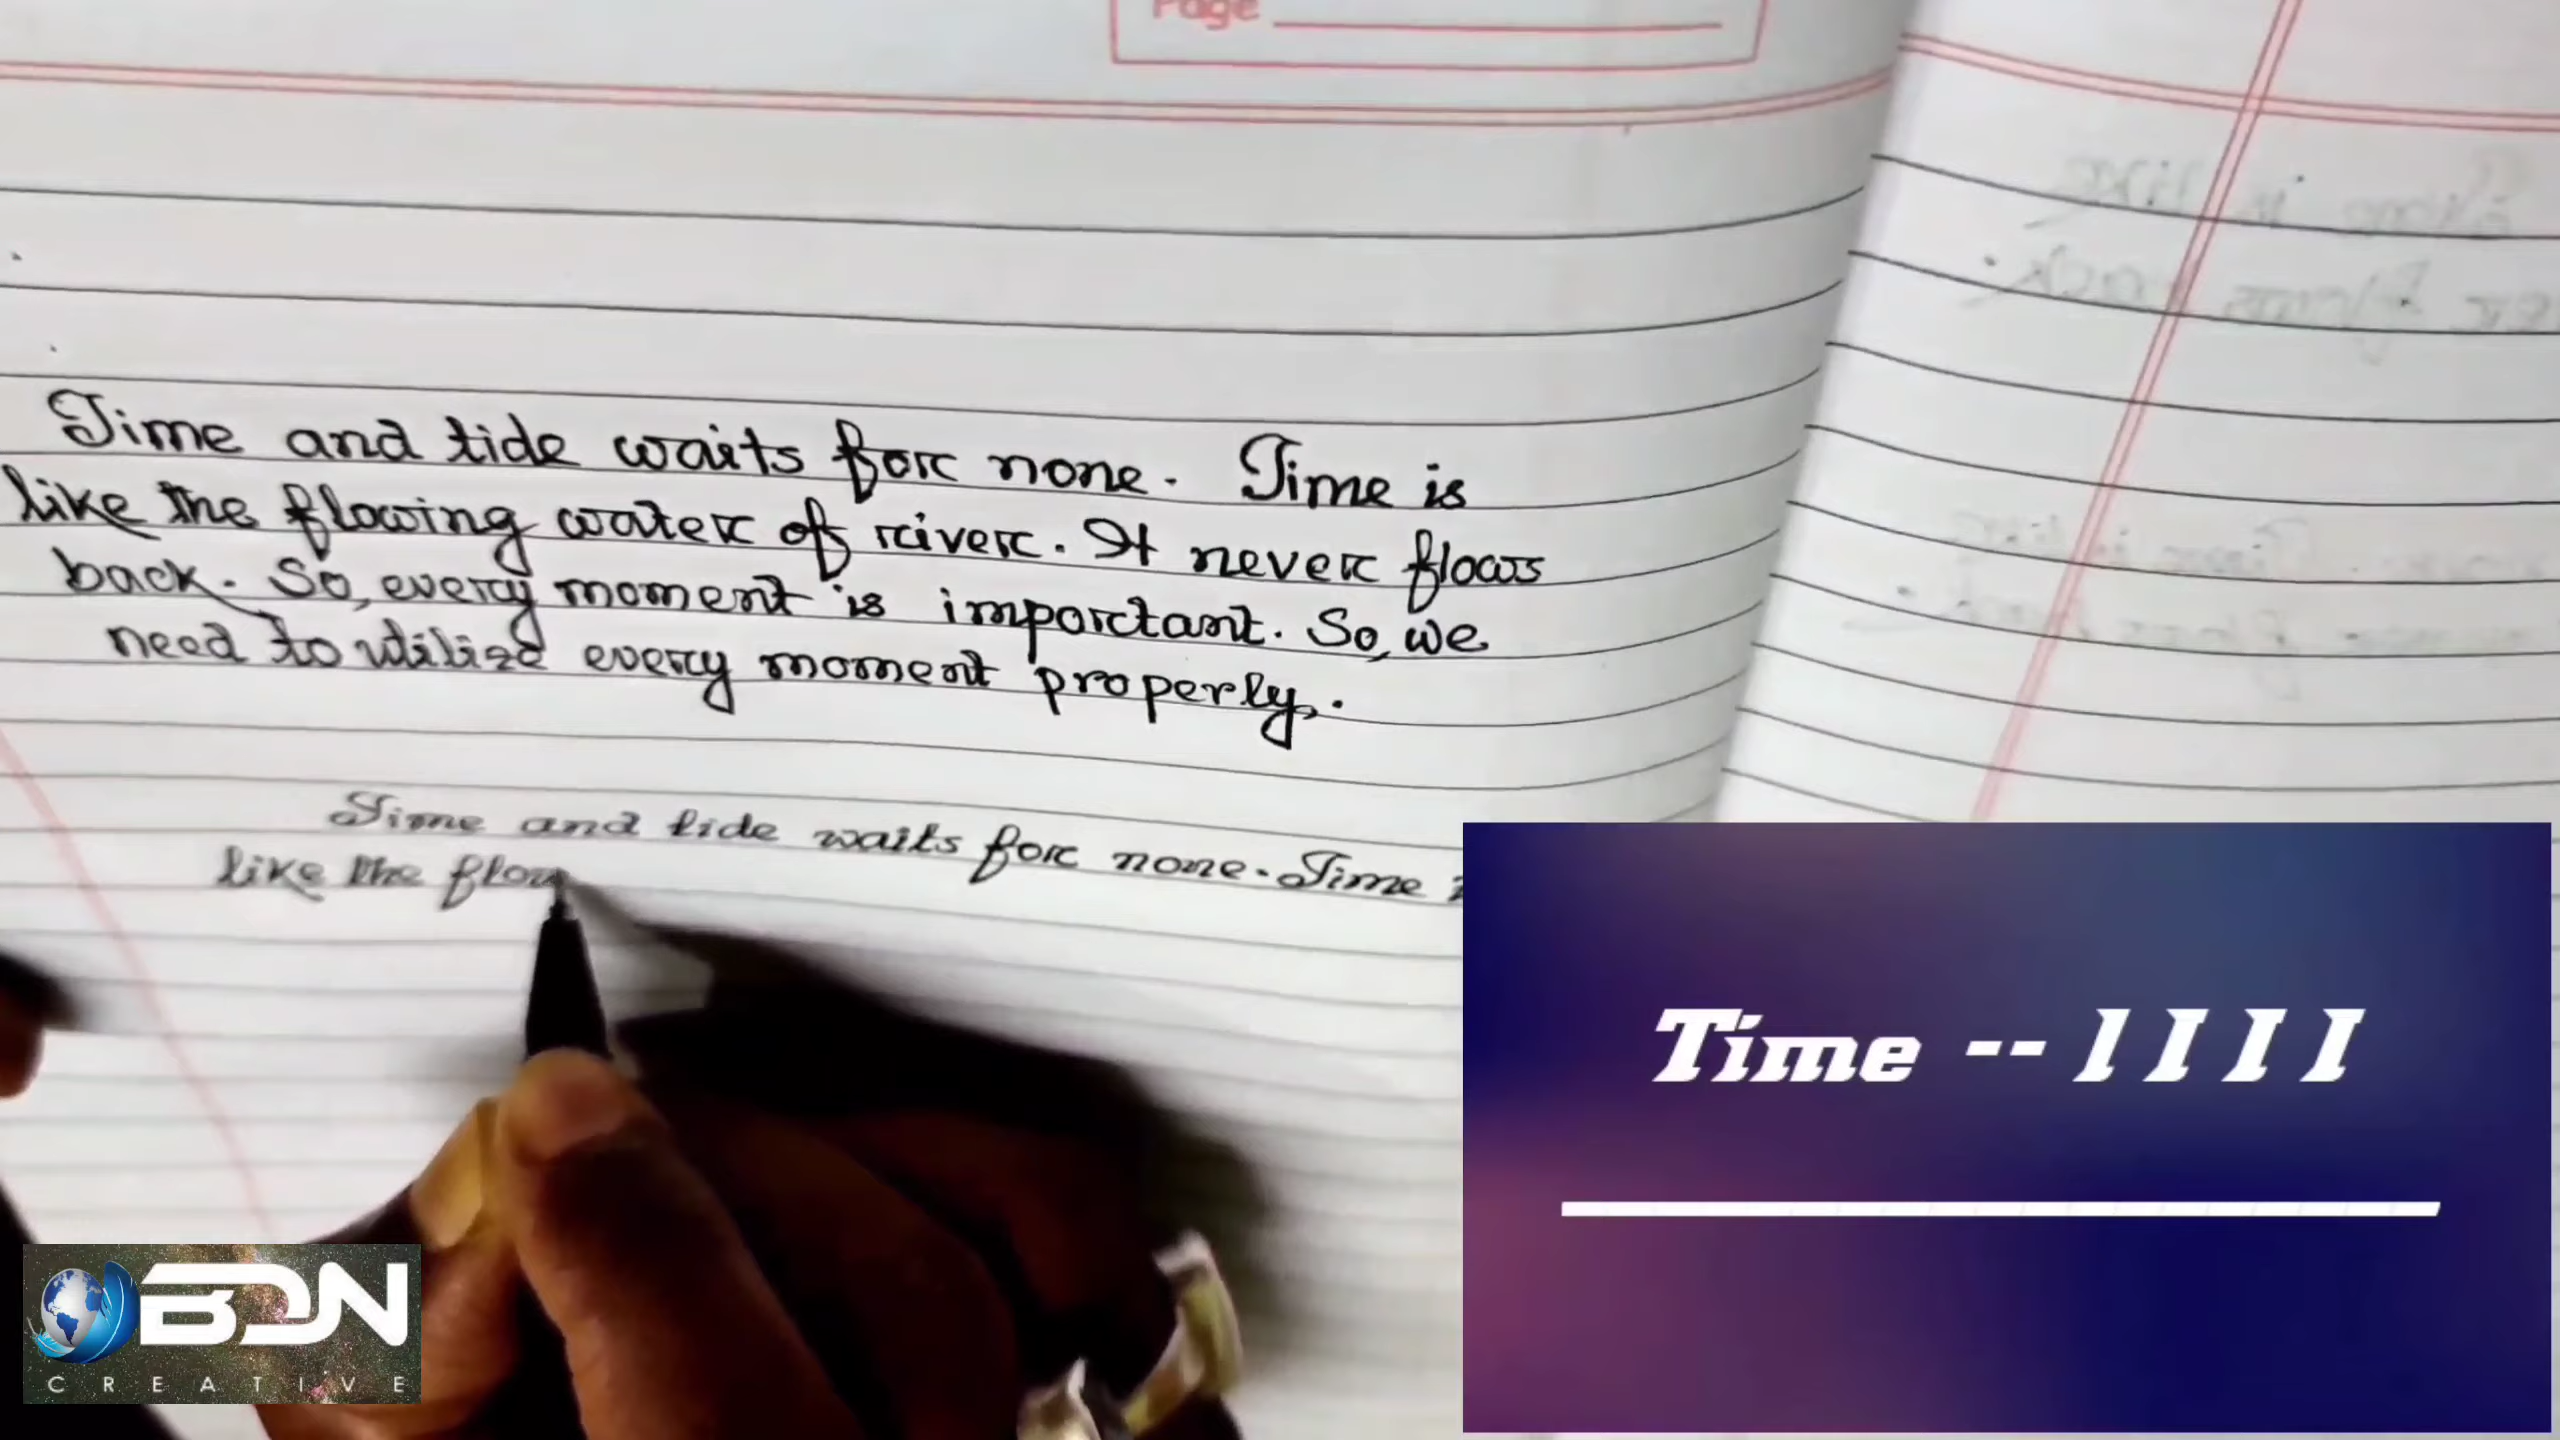 Page
Time and tide waits for none. Time is
like the flowing water of river. It never flows
back. So, every moment is important. So, we
need to utilize every moment properly.
Time and tide waits for none. Time
like the flow
Time -- 1 I I I
BDN
CREATIVE